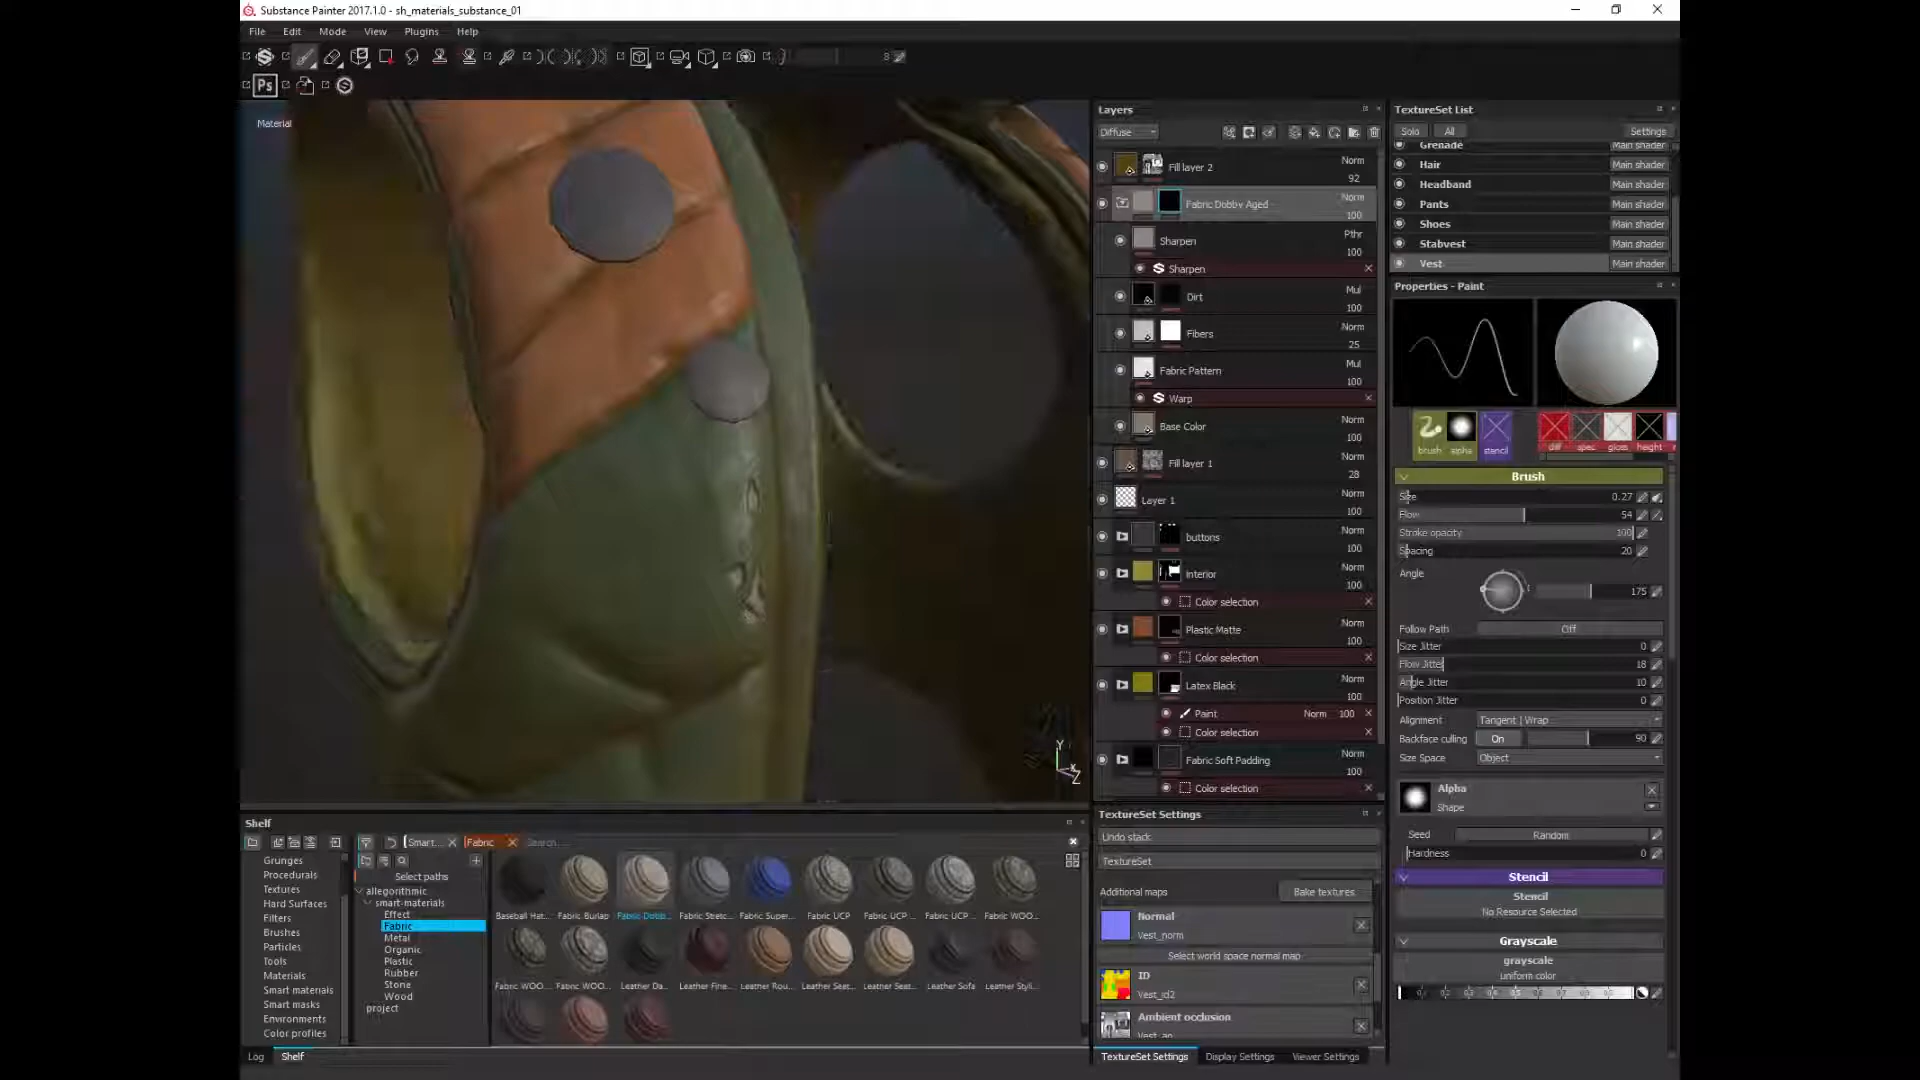 Substance Painter 2017.1.0 - sh_materials_substance_01
File Edit Mode View Plugins Help
8
Ps
Material
Y
X
Z
Layers
Diffuse
Fill layer 2 Norm
92
Fabric Dobby Aged Norm
100
Sharpen Pthr
100
Sharpen
Dirt Mul
100
Fibers Norm
25
Fabric Pattern Mul
100
Warp
Base Color Norm
100
Fill layer 1 Norm
28
Layer 1 Norm
100
buttons Norm
100
Interior Norm
100
Color selection
Plastic Matte Norm
100
Color selection
Latex Black Norm
100
Paint Norm 100
Color selection
Fabric Soft Padding Norm
100
Color selection
TextureSet List
Solo All Settings
Grenade Main shader
Hair Main shader
Headband Main shader
Pants Main shader
Shoes Main shader
Stabvest Main shader
Vest Main shader
Properties - Paint
brush alpha stencil diff spec gloss height
Brush
Size 0.27
Flow 54
Stroke opacity 100
Spacing 20
Angle 175
Follow Path Off
Size Jitter 0
Flow Jitter 18
Angle Jitter 10
Position Jitter 0
Alignment Tangent | Wrap
Backface culling On 90
Size Space Object
Alpha
Shape
Seed Random
Hardness 0
Stencil
Stencil
No Resource Selected
Grayscale
grayscale
uniform color
Shelf
Smart... Fabric Search...
Grunges
Procedurals
Textures
Hard Surfaces
Filters
Brushes
Particles
Tools
Materials
Smart materials
Smart masks
Environments
Color profiles
Select paths
allegorithmic
smart-materials
Effect
Fabric
Metal
Organic
Plastic
Rubber
Stone
Wood
project
Baseball Hat... Fabric Burlap Fabric Dobb... Fabric Stretc... Fabric Super... Fabric UCP Fabric UCP ... Fabric UCP ... Fabric WOO...
Fabric WOO... Fabric WOO... Leather Da... Leather Fine... Leather Rou... Leather Seat... Leather Seat... Leather Sofa Leather Styli...
Log Shelf
TextureSet Settings
Undo stack
TextureSet
Additional maps Bake textures
Normal
Vest_norm
Select world space normal map
ID
Vest_id2
Ambient occlusion
Vest_ao
TextureSet Settings Display Settings Viewer Settings